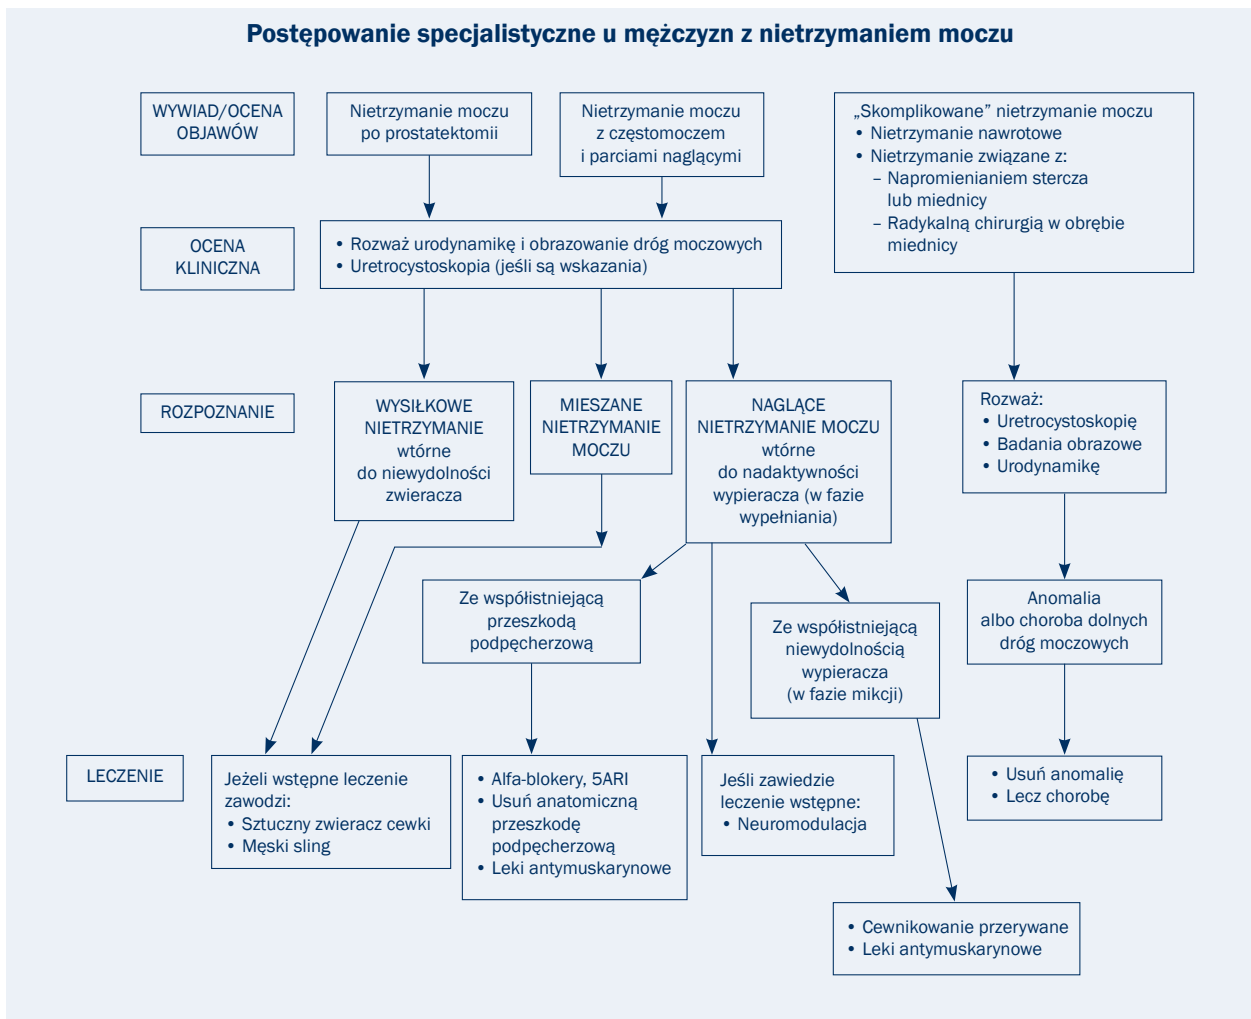 Postępowanie specjalistyczne u mężczyzn z nietrzymaniem moczu
WYWIAD/OCENA
OBJAWÓW
Nietrzymanie moczu
po prostatektomii
Nietrzymanie moczu
z częstomoczem
i parciami naglącymi
„Skomplikowane” nietrzymanie moczu
• Nietrzymanie nawrotowe
• Nietrzymanie związane z:
– Napromienianiem stercza
lub miednicy
– Radykalną chirurgią w obrębie
miednicy
OCENA
KLINICZNA
• Rozważ urodynamikę i obrazowanie dróg moczowych
• Uretrocystoskopia (jeśli są wskazania)
ROZPOZNANIE
WYSIŁKOWE
NIETRZYMANIE
wtórne
do niewydolności
zwieracza
MIESZANE
NIETRZYMANIE
MOCZU
NAGLĄCE
NIETRZYMANIE MOCZU
wtórne
do nadaktywności
wypieracza (w fazie
wypełniania)
Rozważ:
• Uretrocystoskopię
• Badania obrazowe
• Urodynamikę
Ze współistniejącą
przeszkodą
podpęcherzową
Ze współistniejącą
niewydolnością
wypieracza
(w fazie mikcji)
Anomalia
albo choroba dolnych
dróg moczowych
LECZENIE
Jeżeli wstępne leczenie
zawodzi:
• Sztuczny zwieracz cewki
• Męski sling
• Alfa-blokery, 5ARI
• Usuń anatomiczną
przeszkodę
podpęcherzową
• Leki antymuskarynowe
Jeśli zawiedzie
leczenie wstępne:
• Neuromodulacja
• Usuń anomalię
• Lecz chorobę
• Cewnikowanie przerywane
• Leki antymuskarynowe